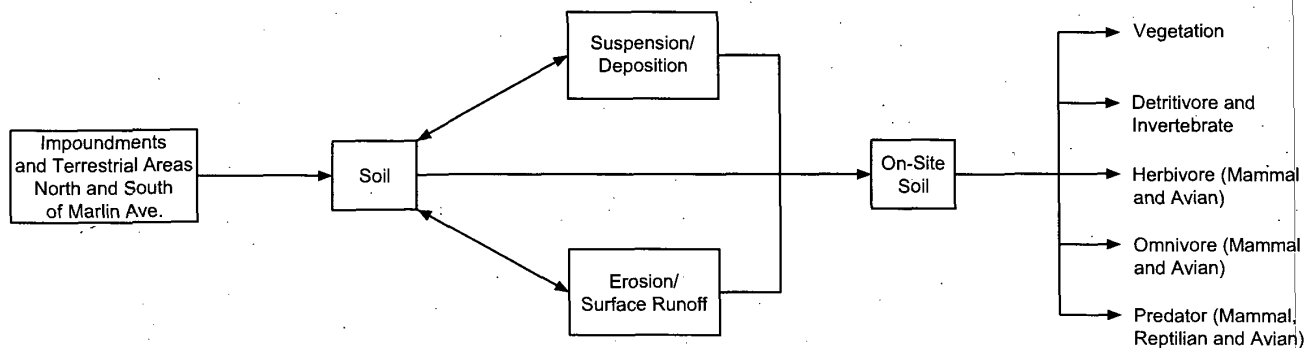 Impoundments
and Terrestrial Areas
North and South
of Marlin Ave.
Soil
Suspension/
Deposition
Erosion/
Surface Runoff
On-Site
Soil
Vegetation
Detritivore and
Invertebrate
Herbivore (Mammal
and Avian)
Omnivore (Mammal
and Avian)
Predator (Mammal,
Reptilian and Avian)